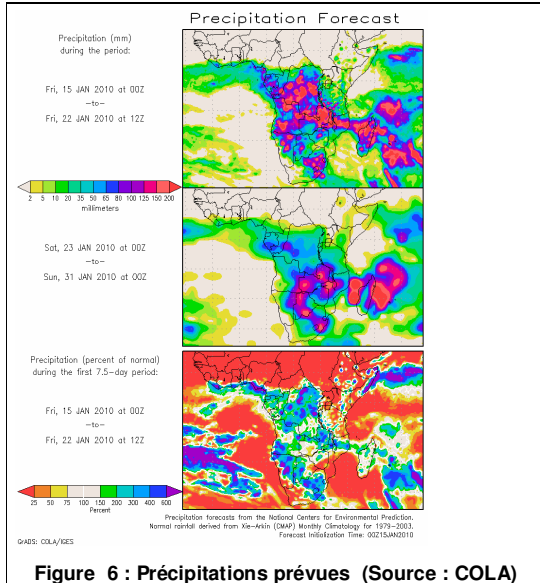 Precipitation Forecast
Precipitation (mm)
during the period:
Fri, 15 JAN 2010 at 00Z
-to-
Fri, 22 JAN 2010 at 12Z
2 5 10 20 35 50 65 80 100 125 150 200
millimeters
Sat, 23 JAN 2010 at 00Z
-to-
Sun, 31 JAN 2010 at 00Z
Precipitation (percent of normal)
during the first 7.5-day period:
Fri, 15 JAN 2010 at 00Z
-to-
Fri, 22 JAN 2010 at 12Z
25 50 75 100 150 200 300 400 600
Percent
Precipitation forecasts from the National Centers for Environmental Prediction.
Normal rainfall derived from Xie-Arkin (CMAP) Monthly Climatology for 1979-2003.
Forecast Initialization Time: 00Z15JAN2010
GrADS: COLA/IGES
Figure 6 : Précipitations prévues (Source : COLA)